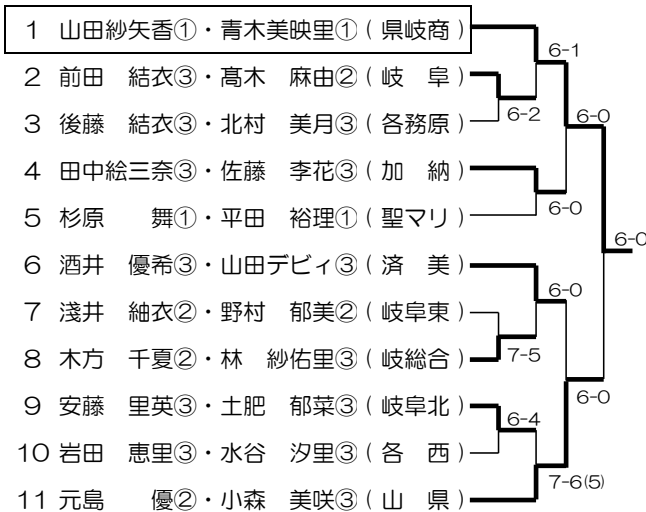 1 山田紗矢香①・青木美映里①(県岐商)
6-1
2 前田 結衣③・髙木 麻由②(岐 阜)
6-2
6-0
3 後藤 結衣③・北村 美月③(各務原)
4 田中絵三奈③・佐藤 李花③(加 納)
6-0
5 杉原 舞①・平田 裕理①(聖マリ)
6-0
6 酒井 優希③・山田デビィ③(済 美)
6-0
7 淺井 紬衣②・野村 郁美②(岐阜東)
7-5
8 木方 千夏②・林 紗佑里③(岐総合)
6-0
9 安藤 里英③・土肥 郁菜③(岐阜北)
6-4
10 岩田 恵里③・水谷 汐里③(各 西)
7-6(5)
11 元島 優②・小森 美咲③(山 県)